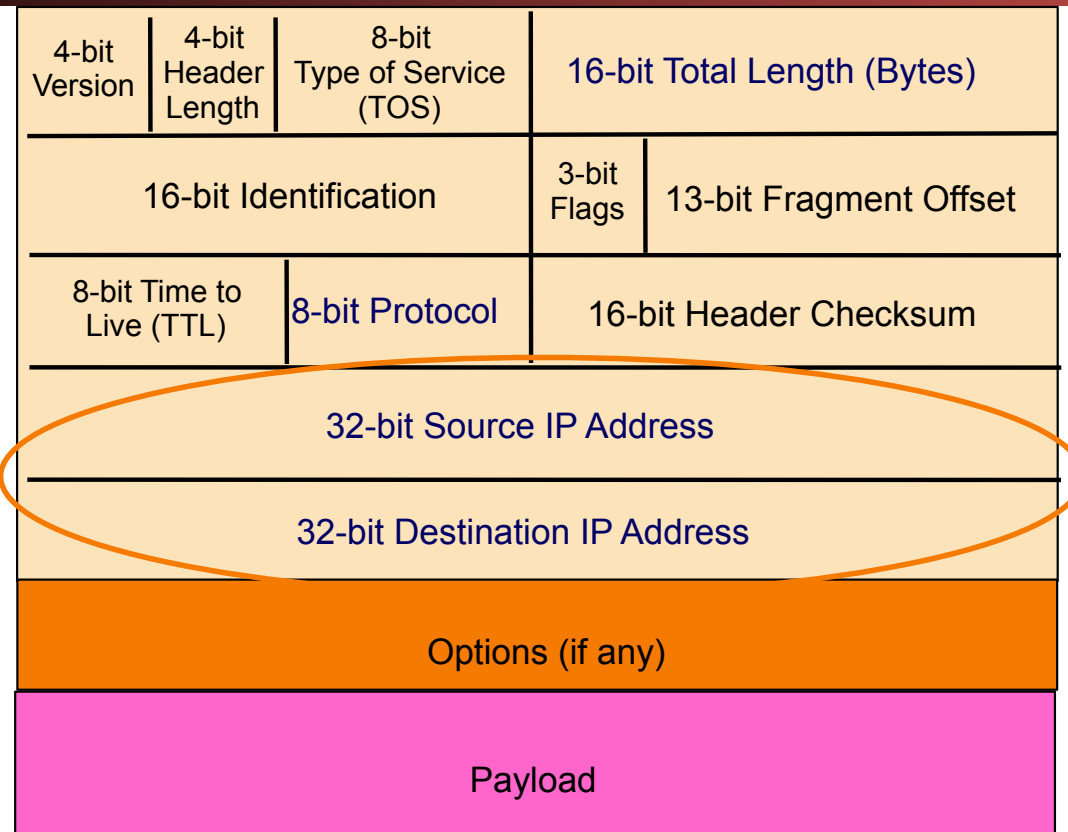 4-bit
Version
4-bit
Header
Length
8-bit
Type of Service
(TOS)
16-bit Total Length (Bytes)
16-bit Identification
3-bit
Flags
13-bit Fragment Offset
8-bit Time to
Live (TTL)
8-bit Protocol
16-bit Header Checksum
32-bit Source IP Address
32-bit Destination IP Address
Options (if any)
Payload